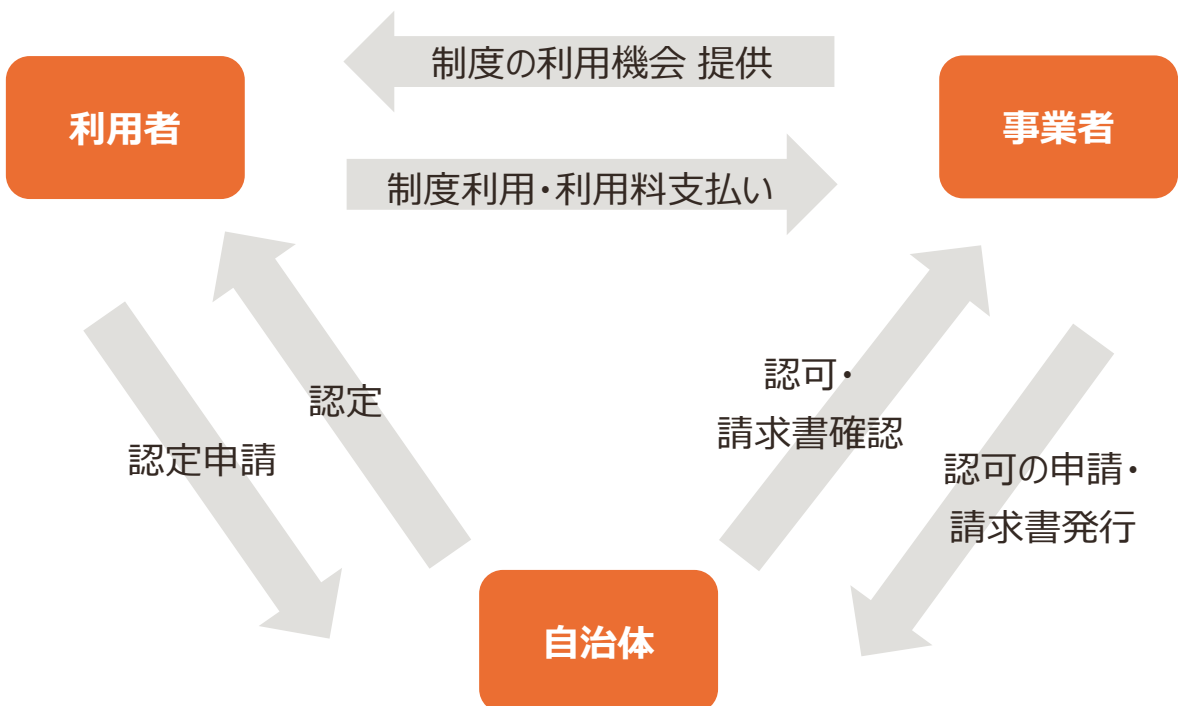 制度の利用機会 提供
利用者
事業者
制度利用・利用料支払い
認定
認定申請
認可・
請求書確認
認可の申請・
請求書発行
自治体